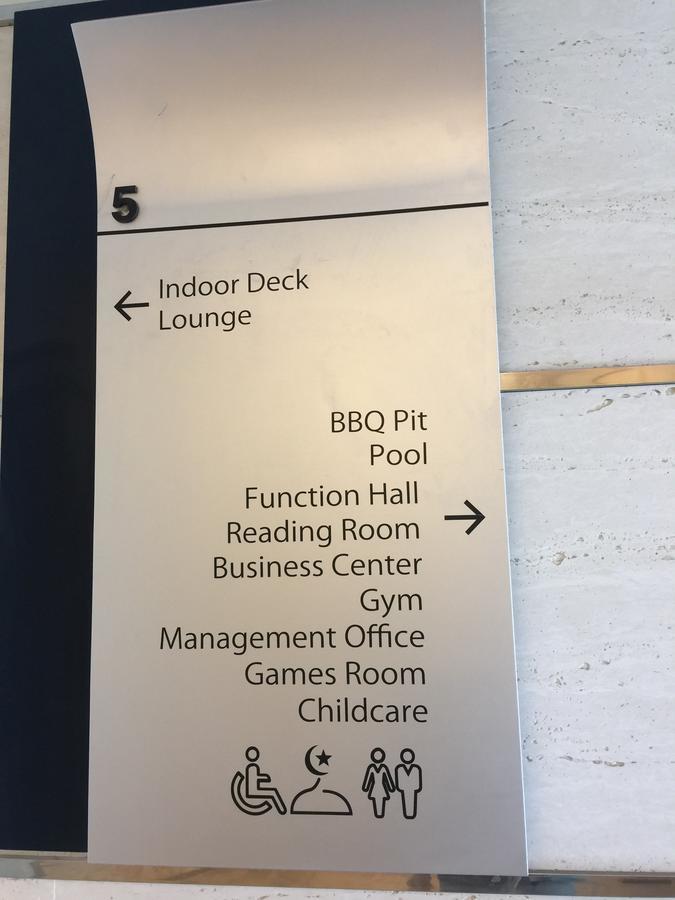 5
Indoor Deck
Lounge
BBQ Pit
Pool
Function Hall
Reading Room
Business Center
Gym
Management Office
Games Room
Childcare